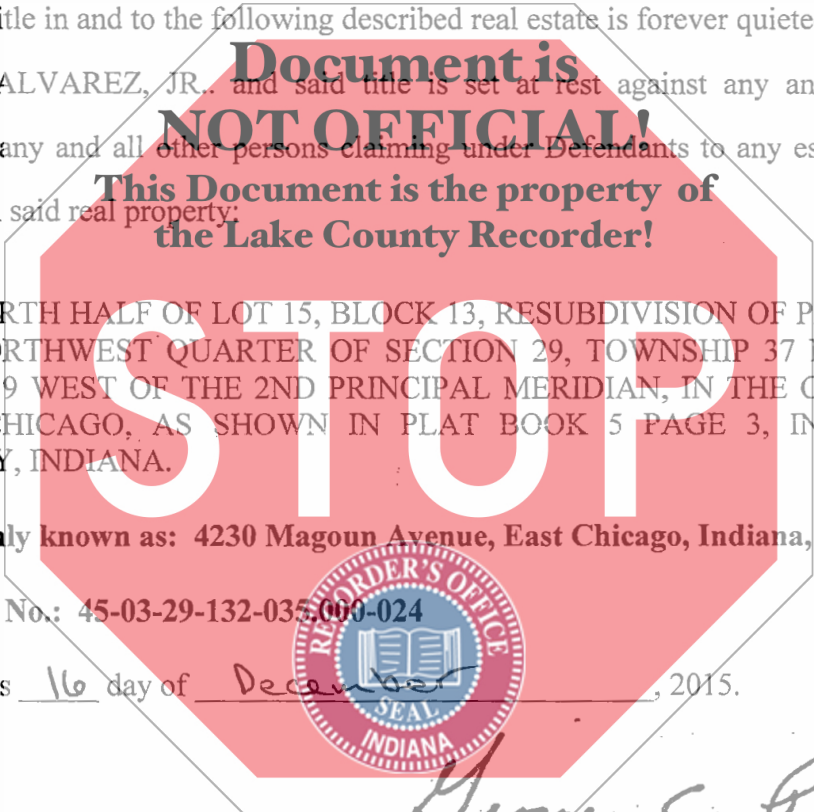 itle in and to the following described real estate is forever quiete
Document is
ALVAREZ, JR.. and said title is set at rest against any an
NOT OFFICIAL!
any and all other persons claiming under Defendants to any es
This Document is the property of
said real property:
the Lake County Recorder!
RTH HALF OF LOT 15, BLOCK 13, RESUBDIVISION OF P
RTHWEST QUARTER OF SECTION 29, TOWNSHIP 37
9 WEST OF THE 2ND PRINCIPAL MERIDIAN, IN THE C
CHICAGO, AS SHOWN IN PLAT BOOK 5 PAGE 3, IN
Y, INDIANA.
STOP
nly known as: 4230 Magoun Avenue, East Chicago, Indiana,
RECORDER'S OFFICE
No.: 45-03-29-132-035.000-024
s 16 day of December, 2015.
SEAL
INDIANA